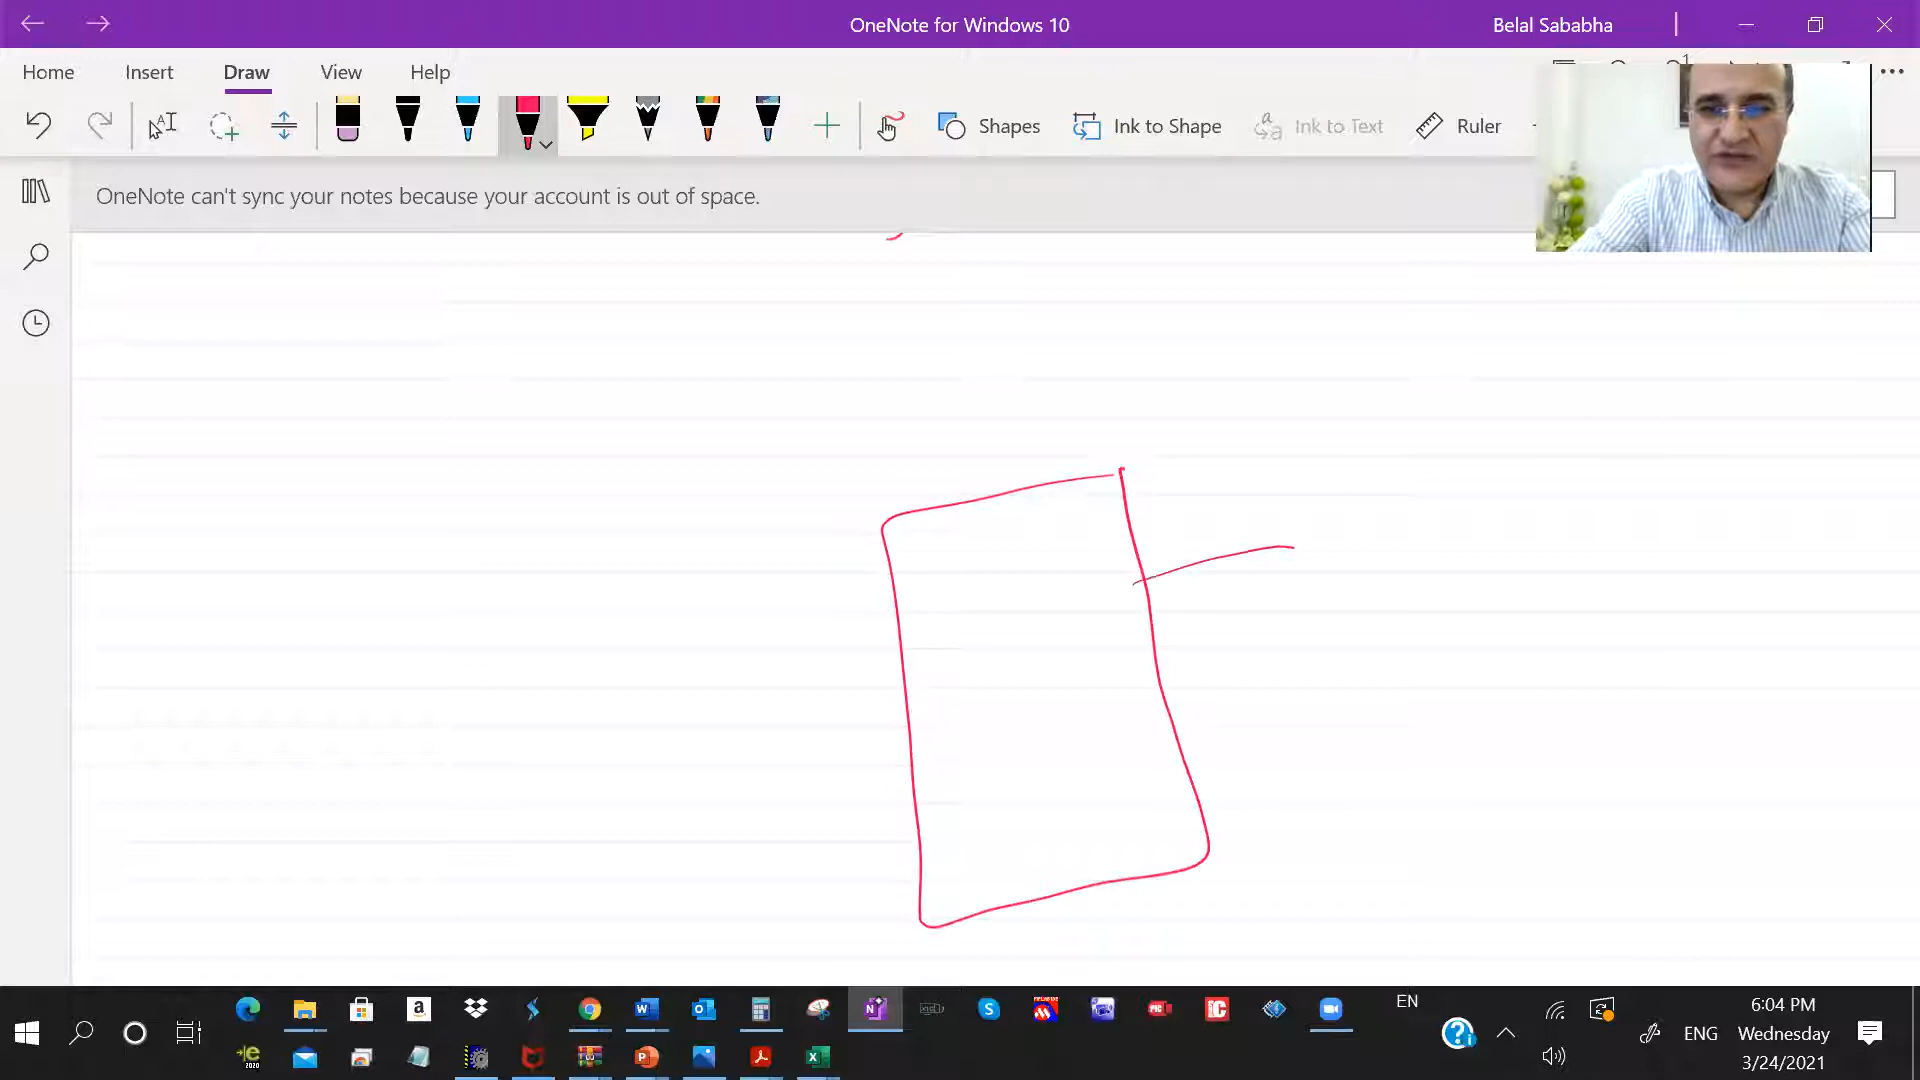 OneNote for Windows 10
Belal Sababha
Home
Insert
Draw
View
Help
Shapes
Ink to Shape
Ink to Text
Ruler
OneNote can't sync your notes because your account is out of space.
EN
6:04 PM
ENG
Wednesday
3/24/2021